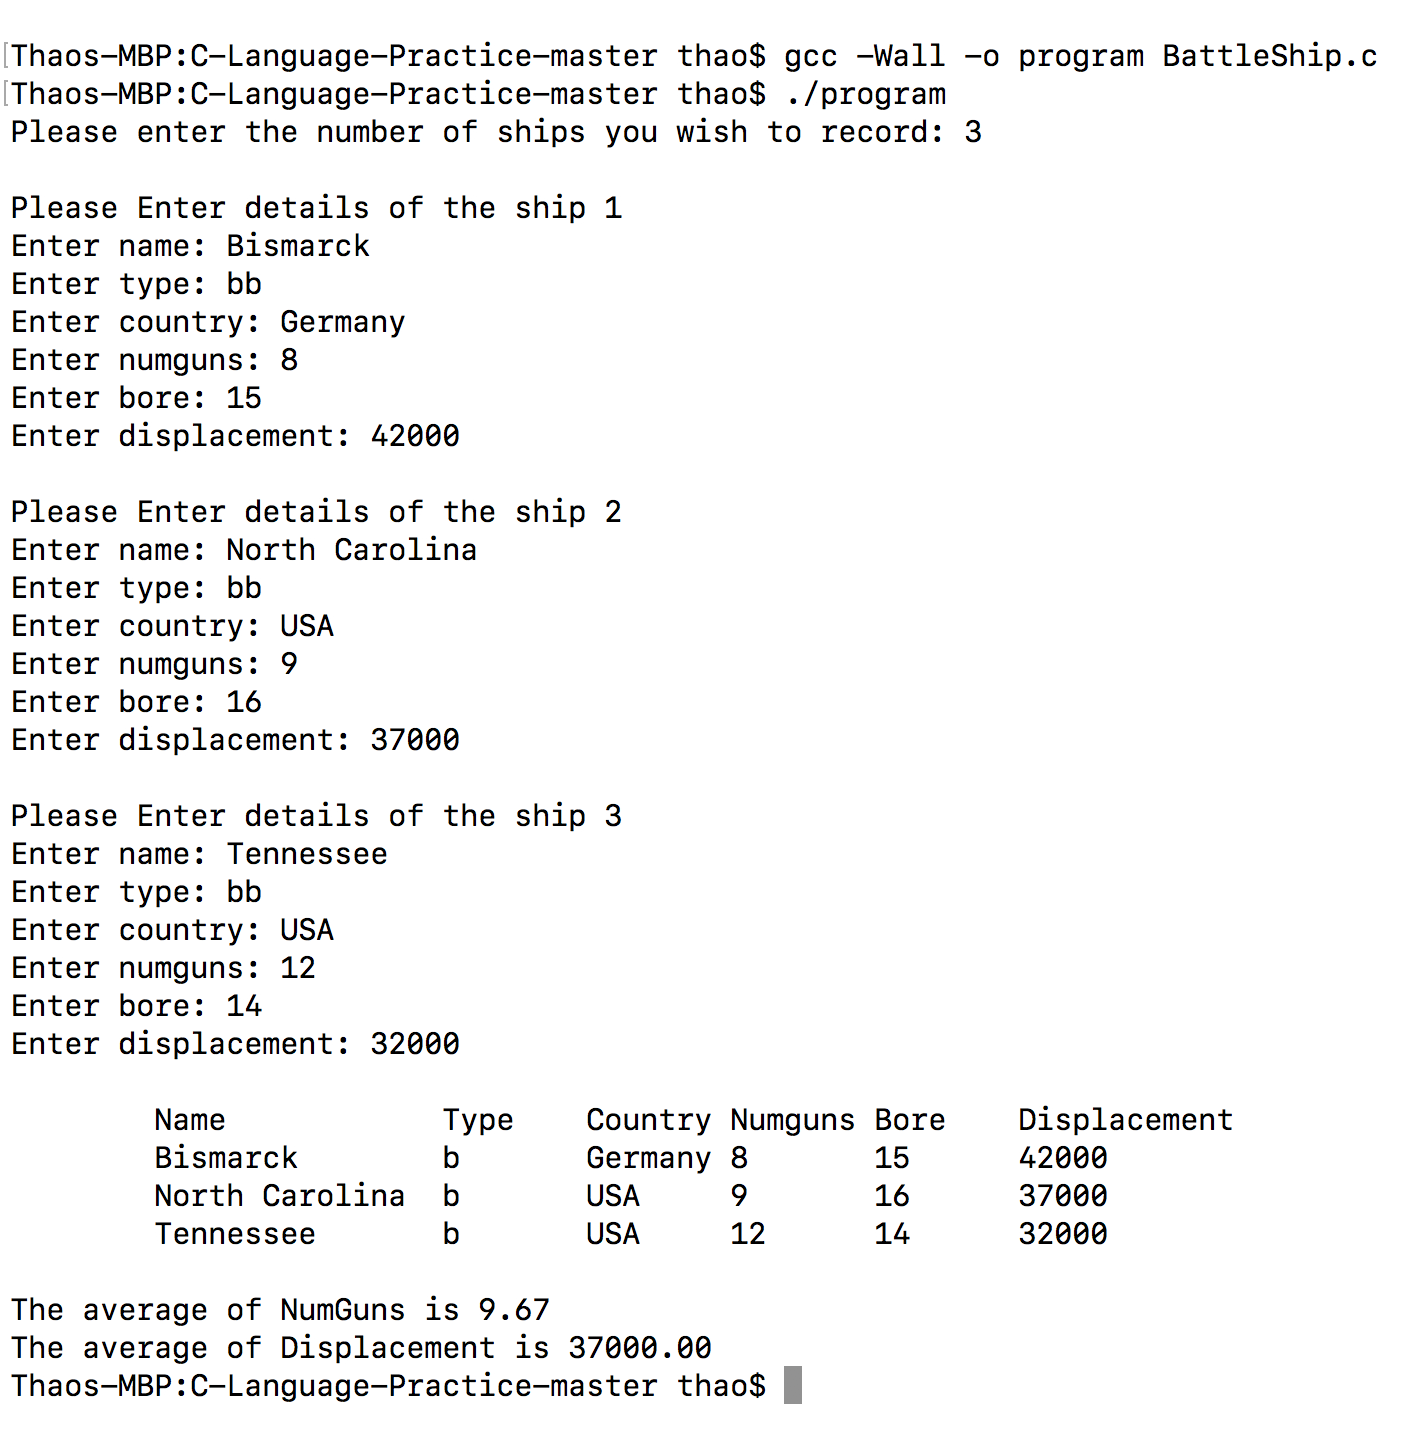 Thaos-MBP:C-Language-Practice-master thao$ gcc -Wall -o program BattleShip.c
Thaos-MBP:C-Language-Practice-master thao$ ./program
Please enter the number of ships you wish to record: 3

Please Enter details of the ship 1
Enter name: Bismarck
Enter type: bb
Enter country: Germany
Enter numguns: 8
Enter bore: 15
Enter displacement: 42000

Please Enter details of the ship 2
Enter name: North Carolina
Enter type: bb
Enter country: USA
Enter numguns: 9
Enter bore: 16
Enter displacement: 37000

Please Enter details of the ship 3
Enter name: Tennessee
Enter type: bb
Enter country: USA
Enter numguns: 12
Enter bore: 14
Enter displacement: 32000

        Name            Type    Country Numguns Bore    Displacement
        Bismarck        b       Germany 8       15      42000
        North Carolina  b       USA     9       16      37000
        Tennessee       b       USA     12      14      32000

The average of NumGuns is 9.67
The average of Displacement is 37000.00
Thaos-MBP:C-Language-Practice-master thao$